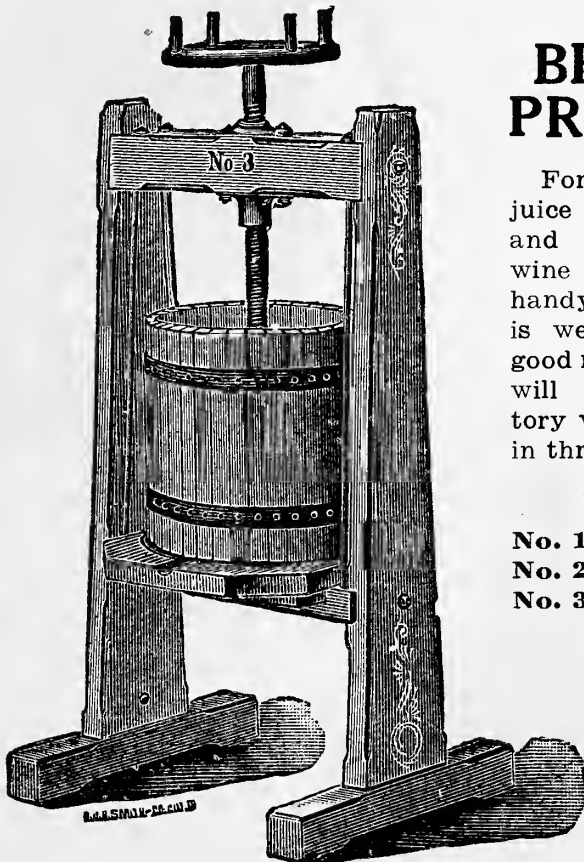 No 3
BE
PR
For
juice
and
wine
handy
is we
good r
will
tory v
in thr
No. 1
No. 2
No. 3